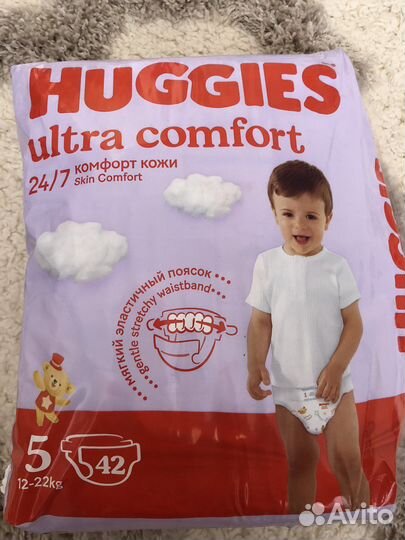 HUGGIES
ultra comfort
24/7 комфорт кожи
Skin Comfort
мягкий эластичный поясок
gentle stretchy waistband
5
42
12-22kg
HUGGIES
Avito